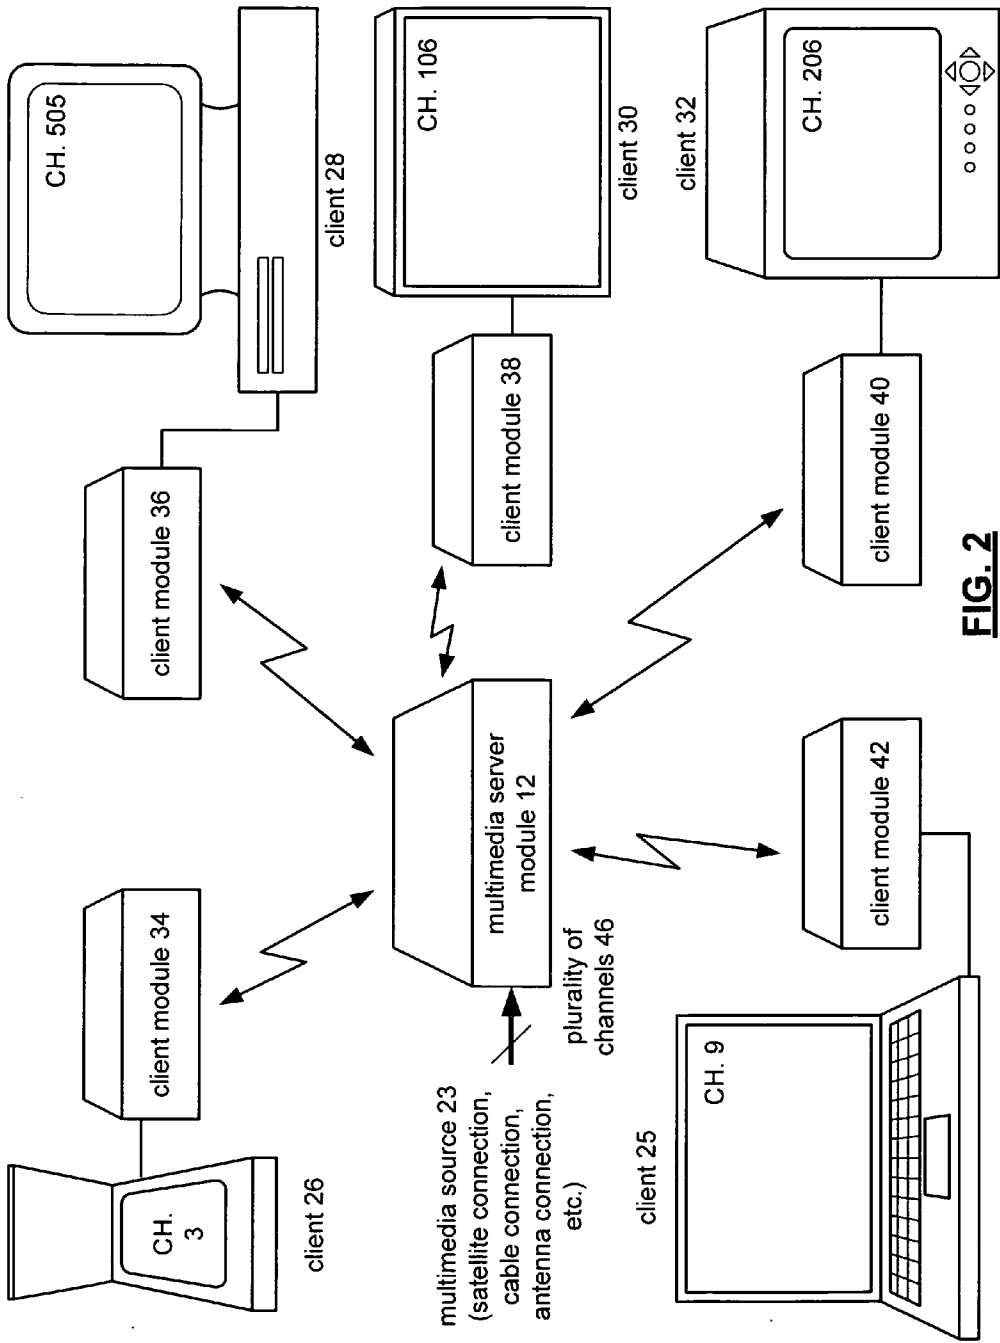 CH.
3
client 26
client module 34
client module 36
CH. 505
client 28
multimedia source 23
(satellite connection,
cable connection,
antenna connection,
etc.)
plurality of
channels 46
multimedia server
module 12
client module 38
CH. 106
client 30
client 25
CH. 9
client module 42
client module 40
client 32
CH. 206
FIG. 2